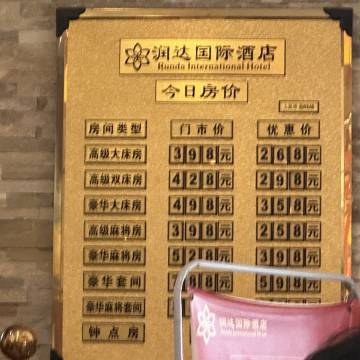 润达国际酒店
Runda International Hotel
今日房价
房间类型 门市价 优惠价
高级大床房 398元 268元
高级双床房 428元 298元
豪华大床房 498元 358元
高级麻将房 528元 358元
豪华麻将房
豪华套间
豪华麻将套间
钟点房
润达国际酒店